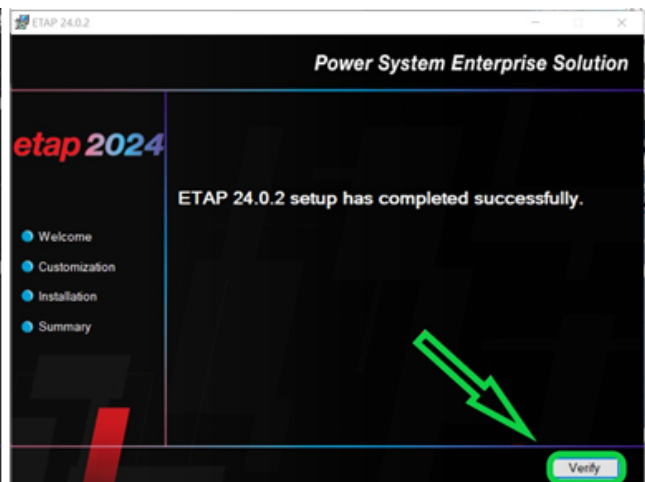 ETAP 24.0.2
Power System Enterprise Solution
etap 2024
ETAP 24.0.2 setup has completed successfully.
Welcome
Customization
Installation
Summary
Verify